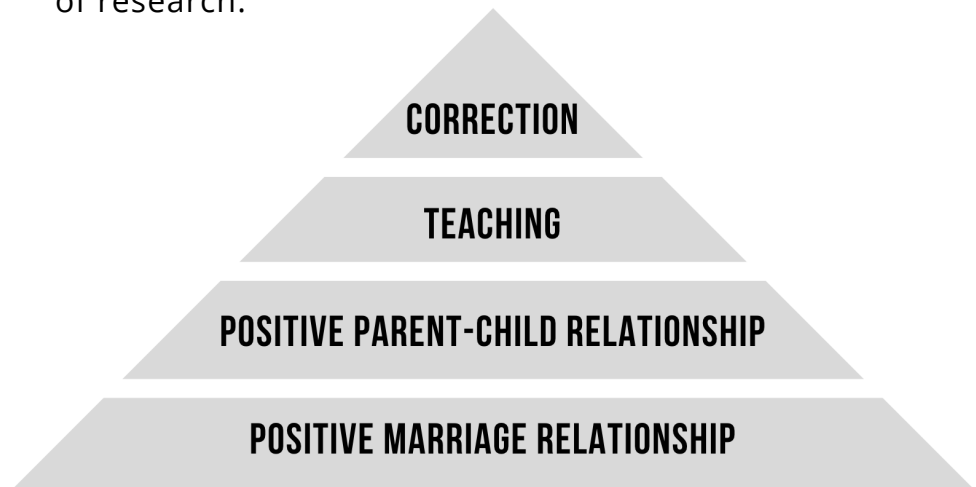 of research.
CORRECTION
TEACHING
POSITIVE PARENT-CHILD RELATIONSHIP
POSITIVE MARRIAGE RELATIONSHIP